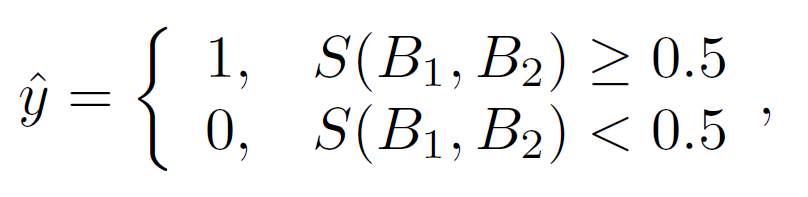 ŷ = { 1, S(B₁, B₂) ≥ 0.5
0, S(B₁, B₂) < 0.5 ,